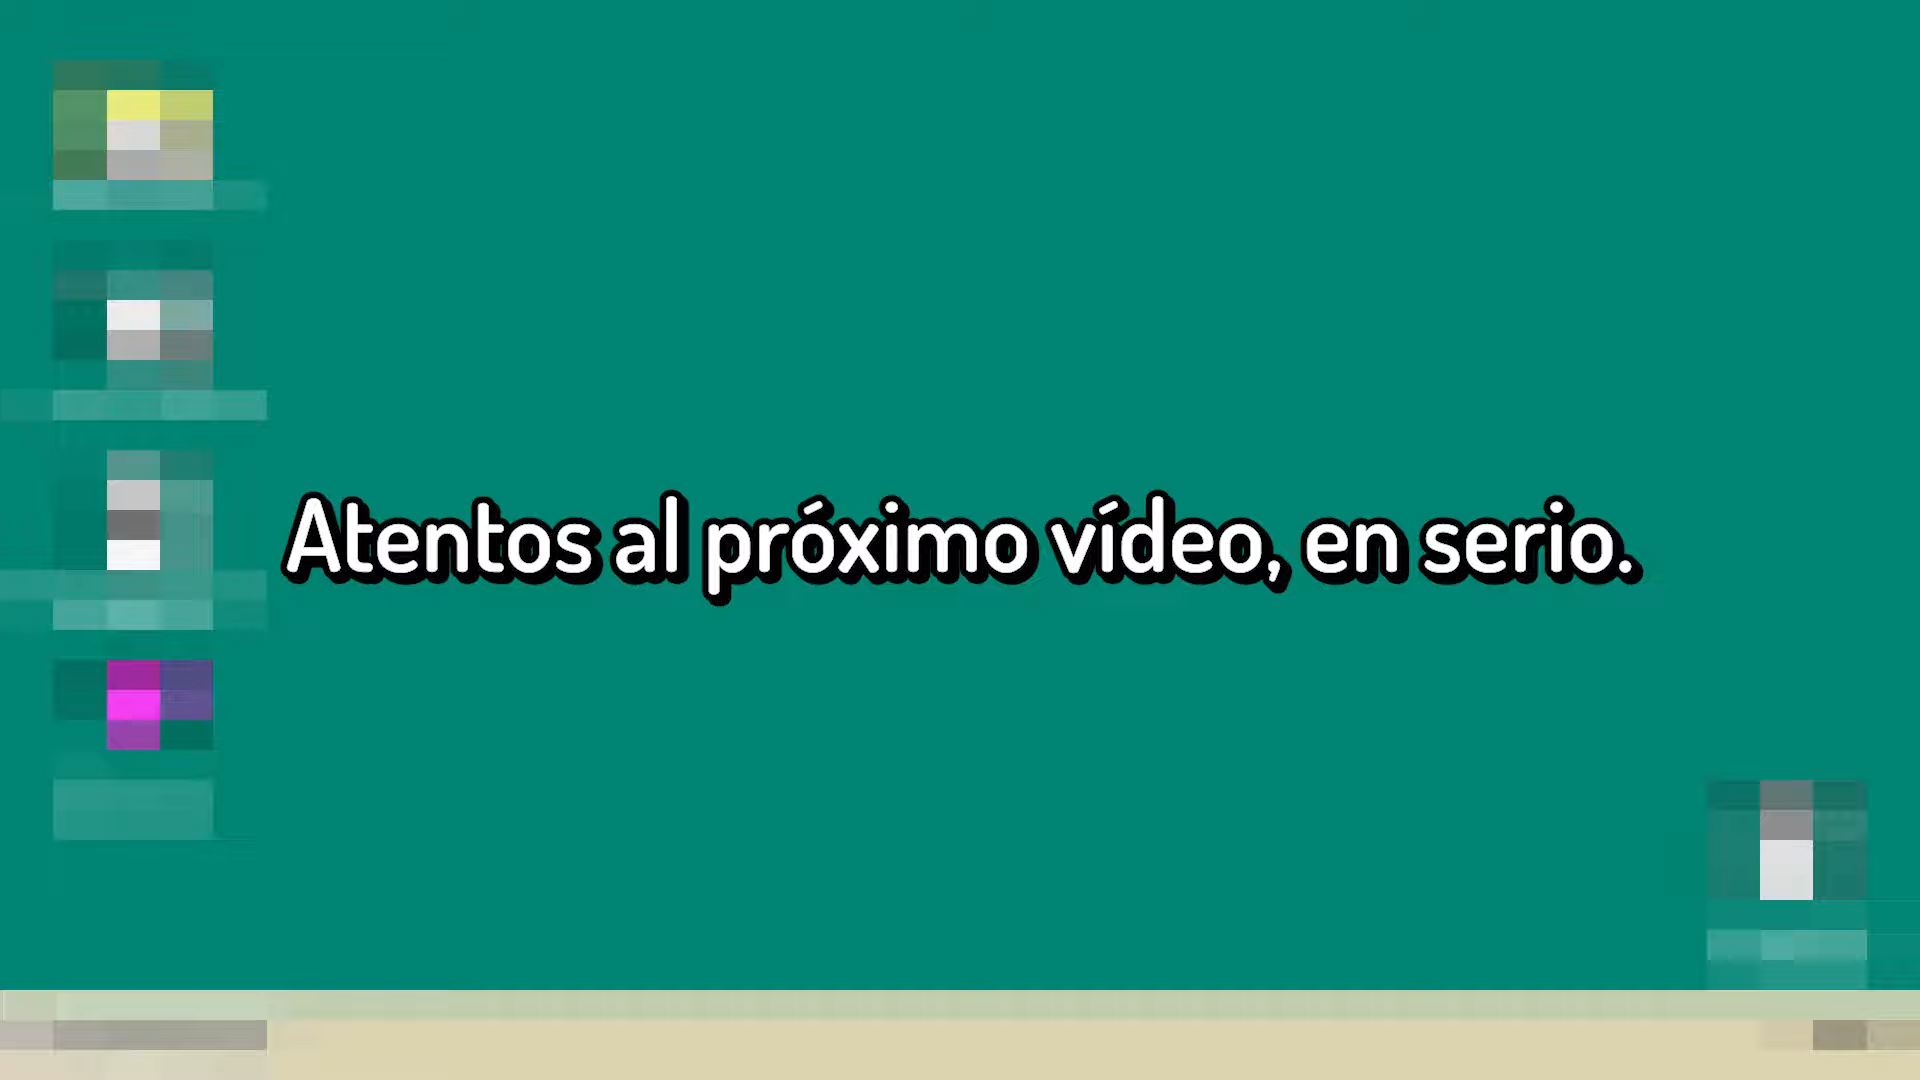 Atentos al próximo vídeo, en serio.